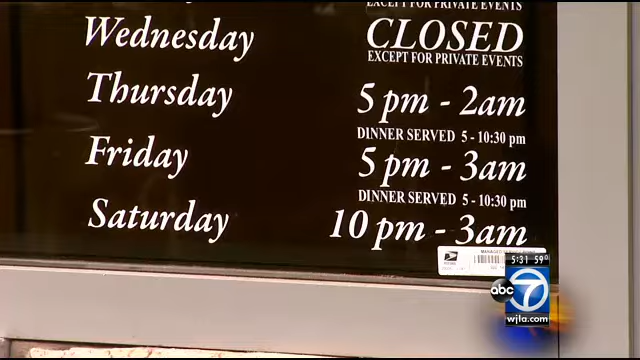 EXCEPT FOR PRIVATE EVENTS
Wednesday CLOSED
EXCEPT FOR PRIVATE EVENTS
Thursday 5 pm - 2am
DINNER SERVED 5 - 10:30 pm
Friday 5 pm - 3am
DINNER SERVED 5 - 10:30 pm
Saturday 10 pm - 3am
5:31 59°
abc 7
wjla.com